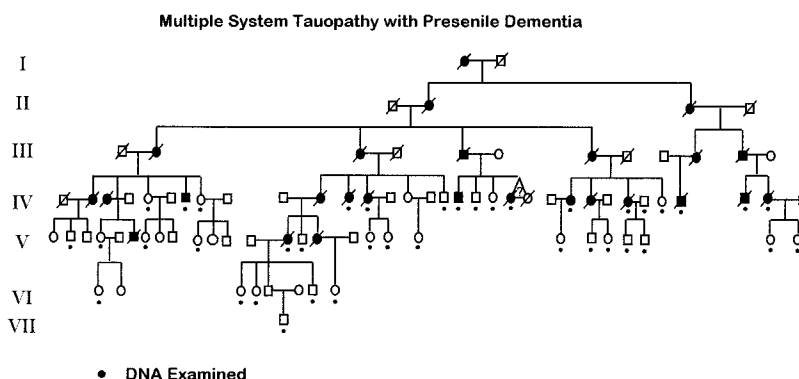 Multiple System Tauopathy with Presenile Dementia
I
II
III
IV
?
V
VI
VII
• DNA Examined